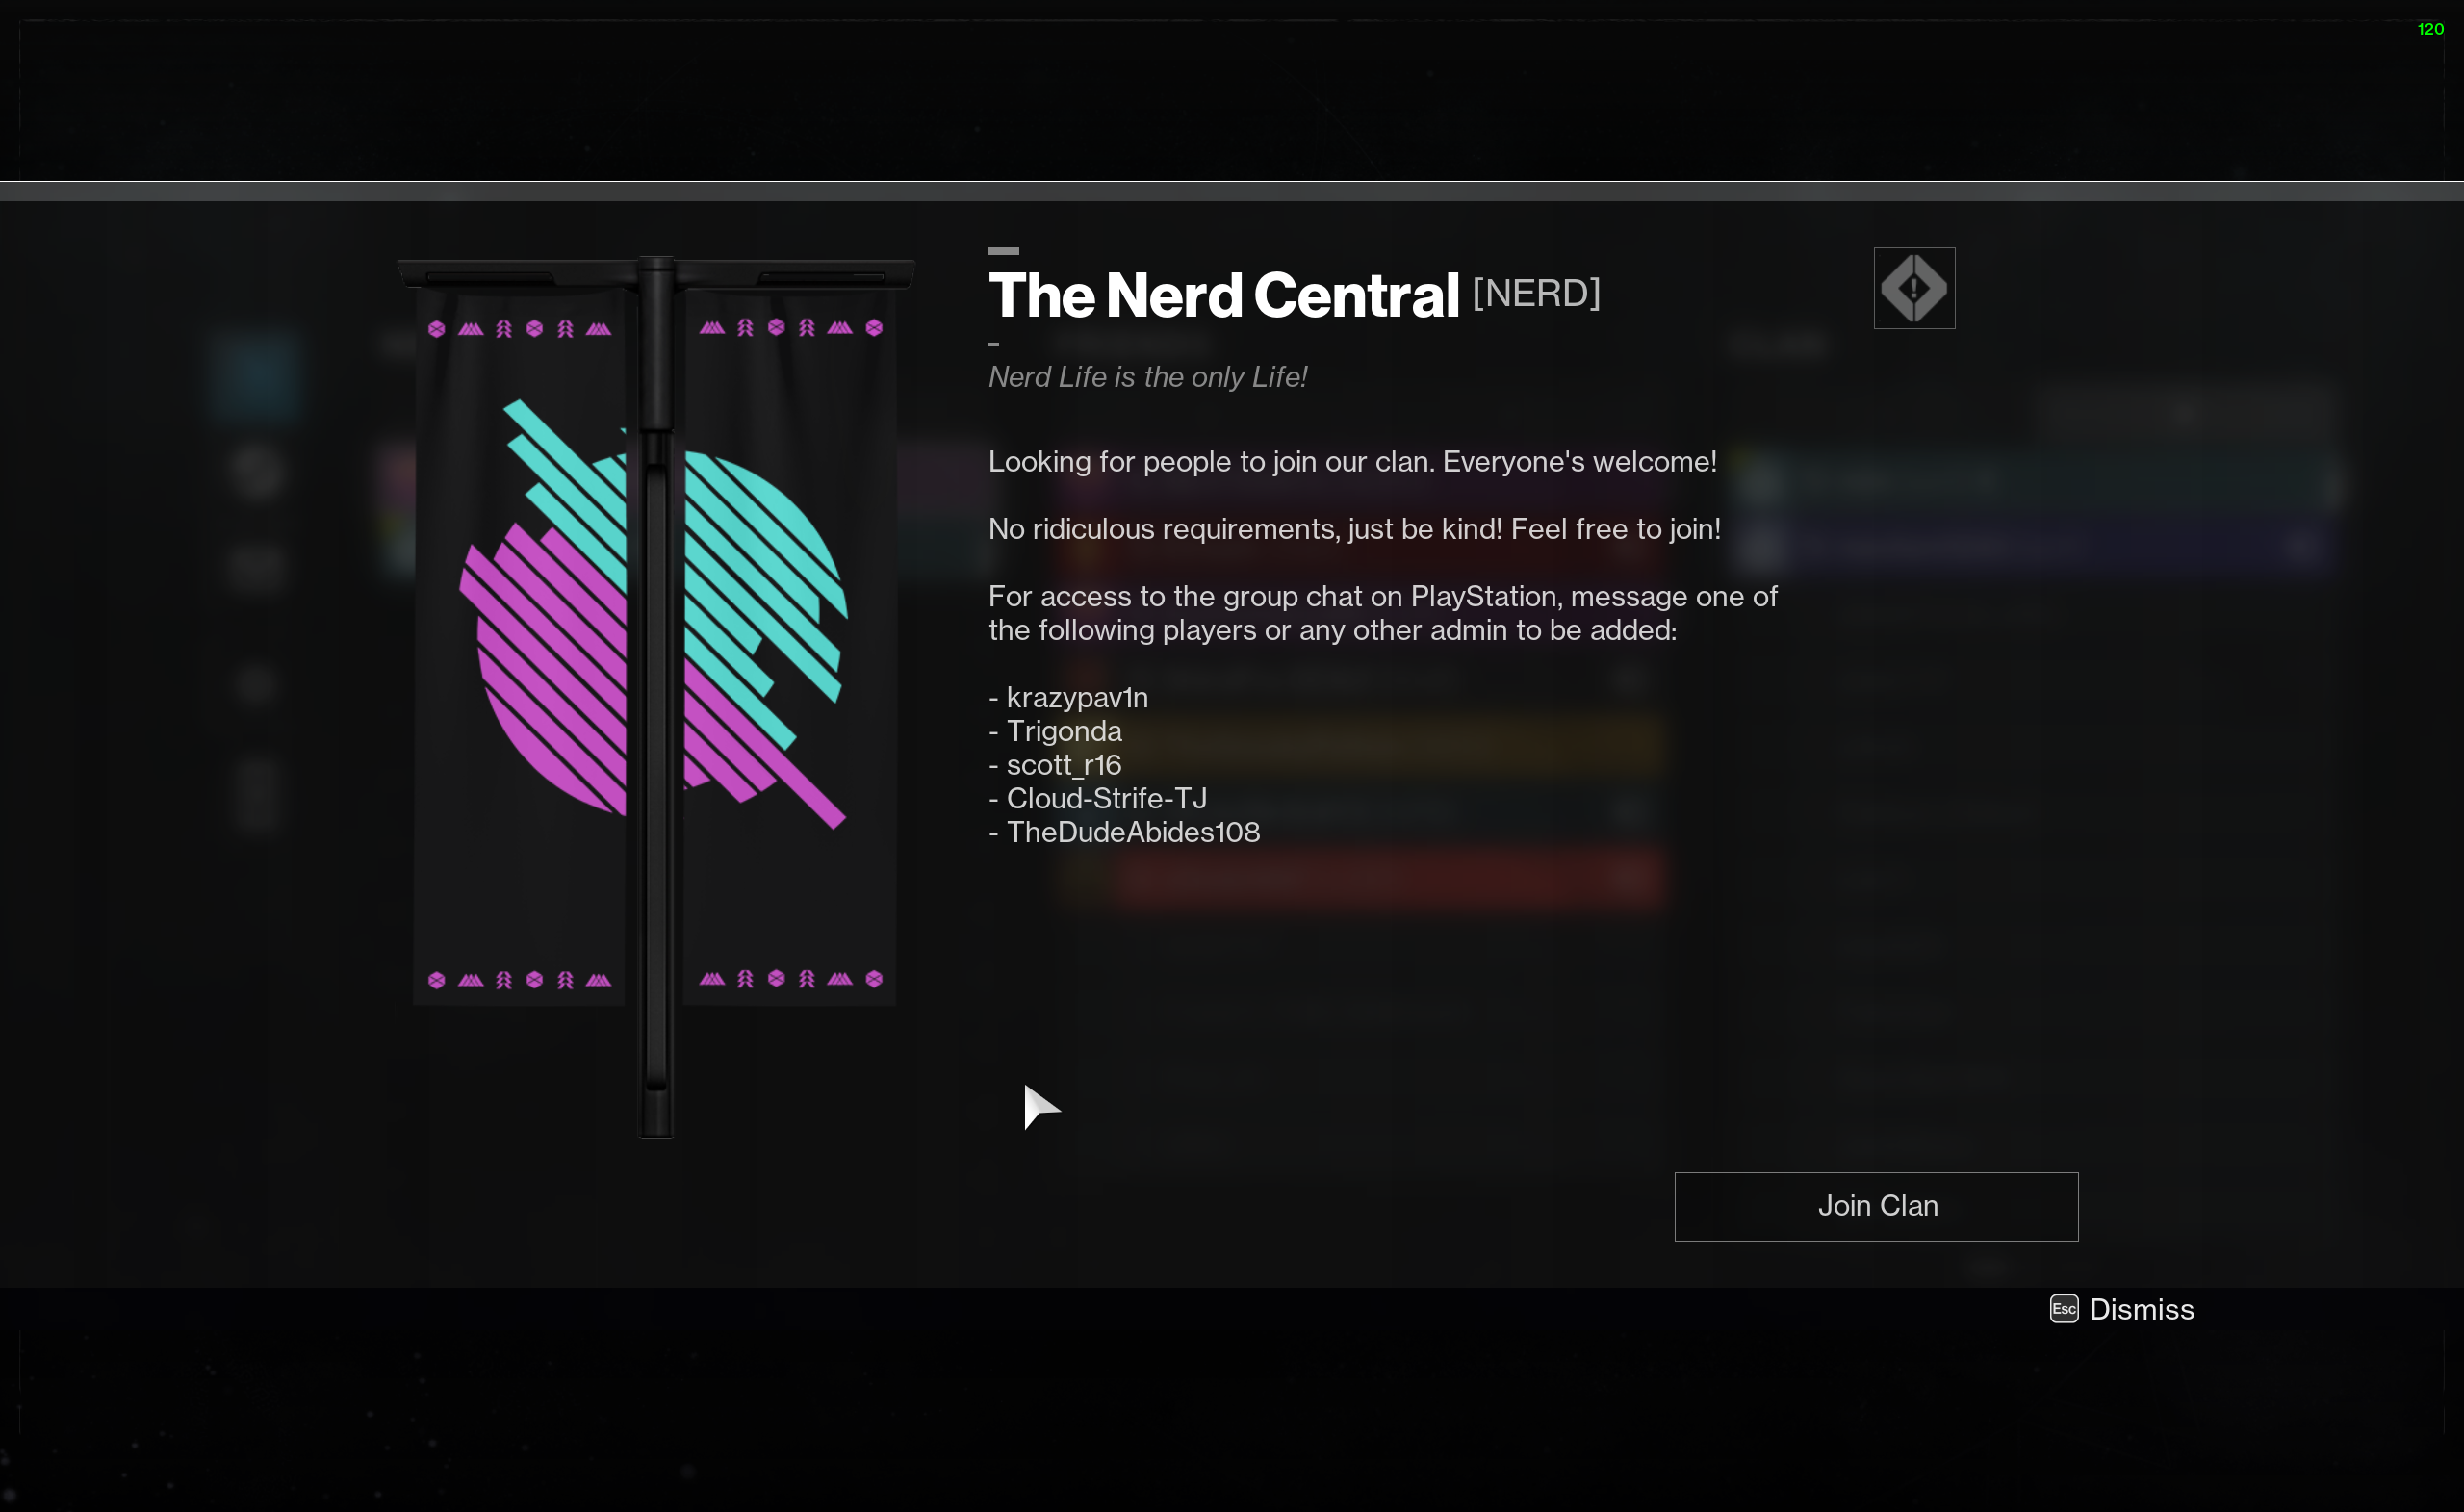 120
The Nerd Central [NERD]
Nerd Life is the only Life!
Looking for people to join our clan. Everyone's welcome!
No ridiculous requirements, just be kind! Feel free to join!
For access to the group chat on PlayStation, message one of
the following players or any other admin to be added:
- krazypav1n
- Trigonda
- scott_r16
- Cloud-Strife-TJ
- TheDudeAbides108
Join Clan
Esc Dismiss